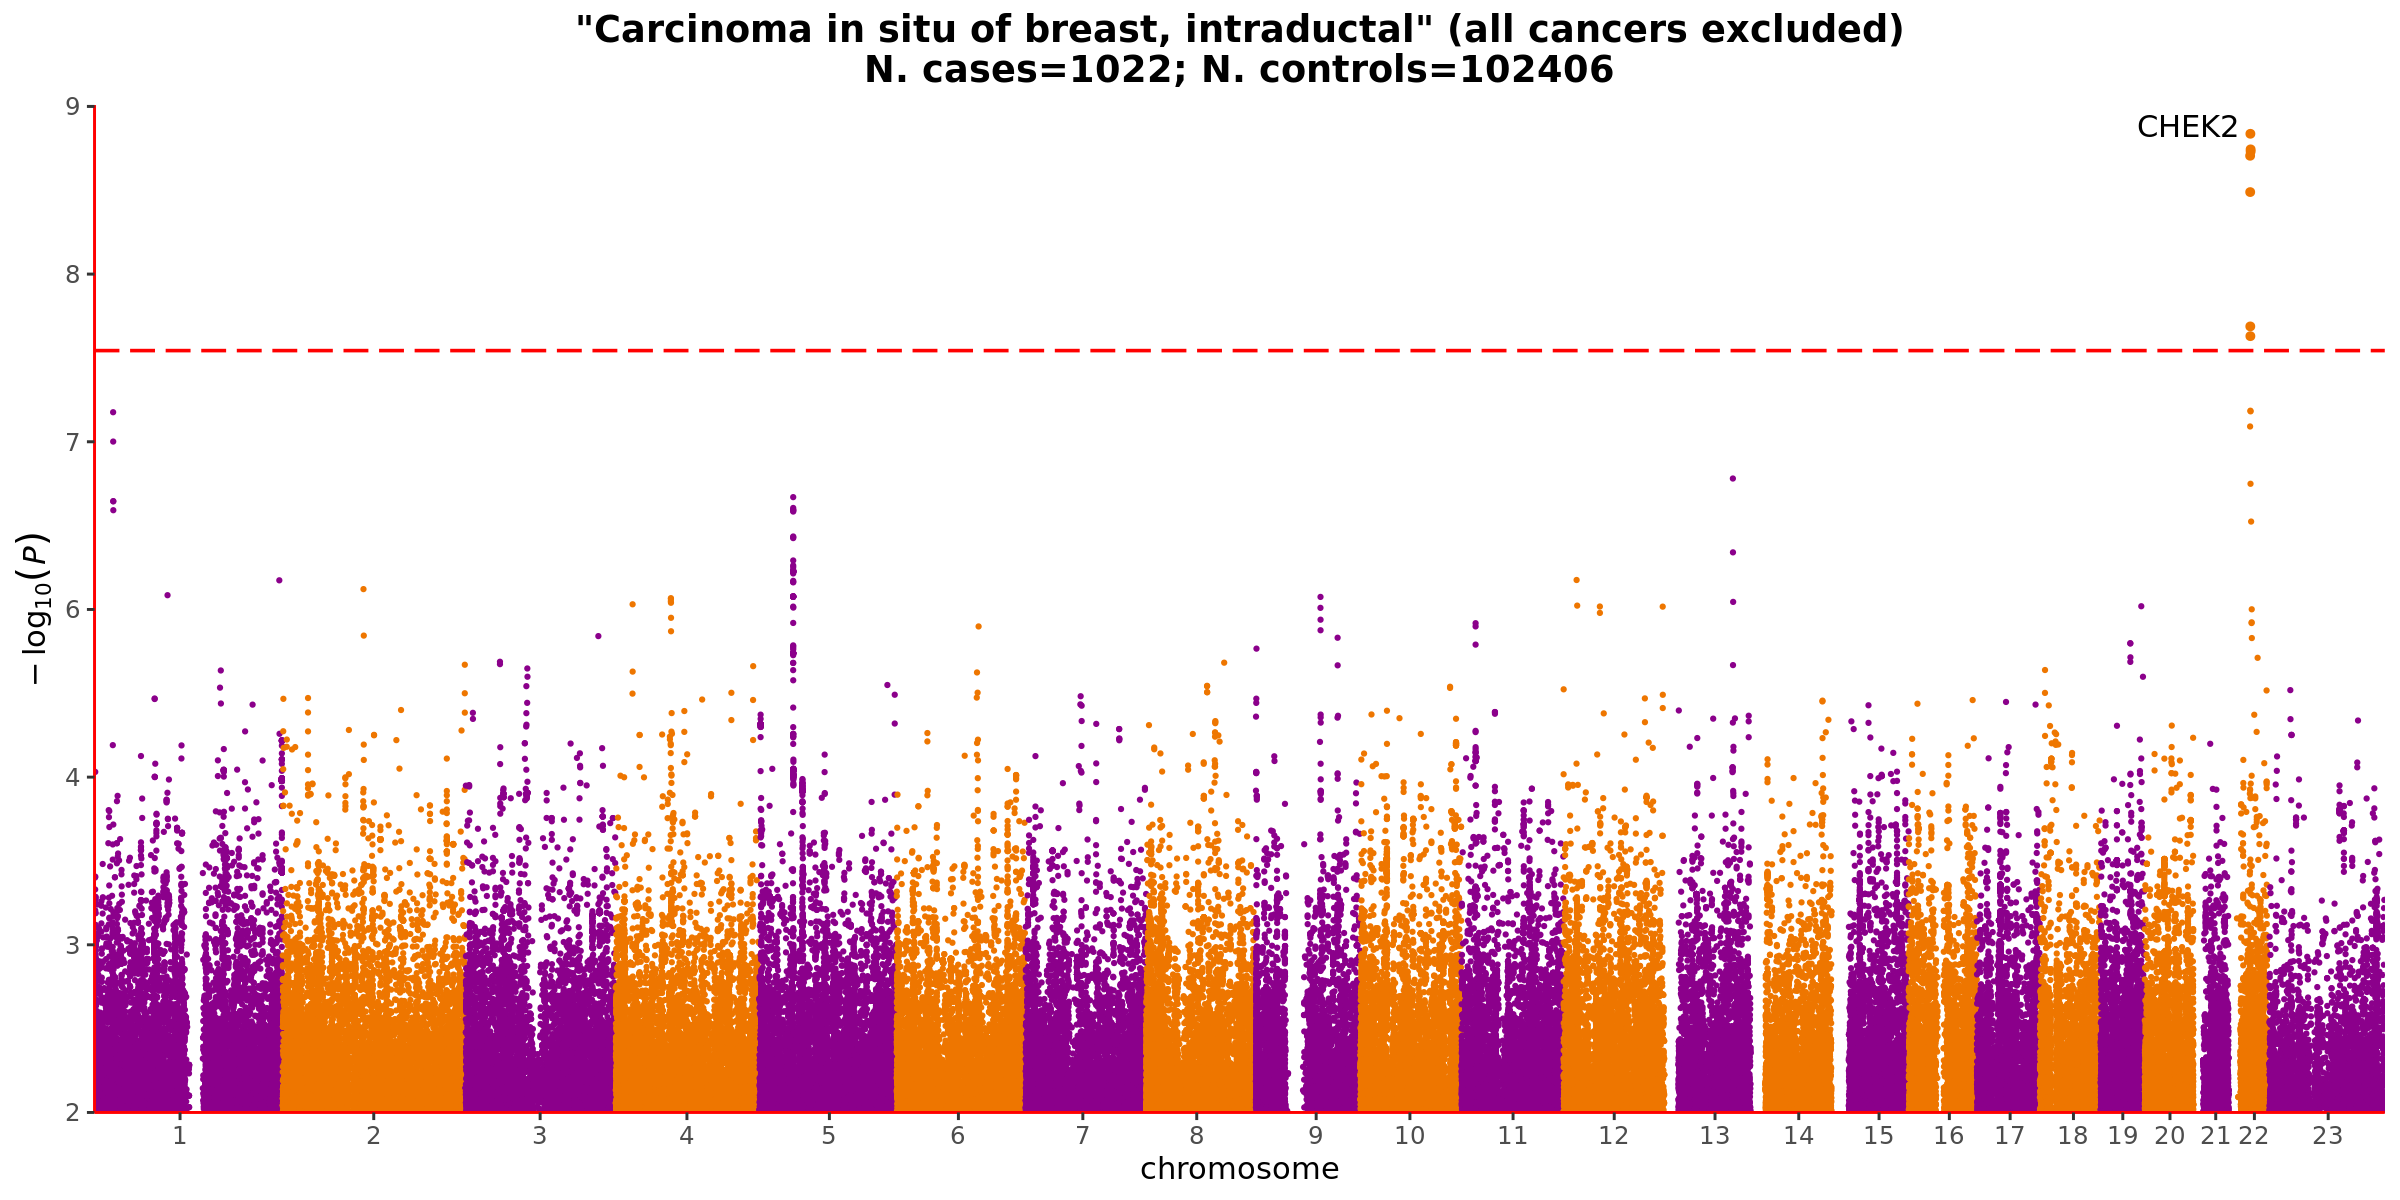 "Carcinoma in situ of breast, intraductal" (all cancers excluded)
N. cases=1022; N. controls=102406
9
CHEK2
8
7
6
4
4
3
2
− log10(P)
1 2 3 4 5 6 7 8 9 10 11 12 13 14 15 16 17 18 19 20 21 22 23
chromosome